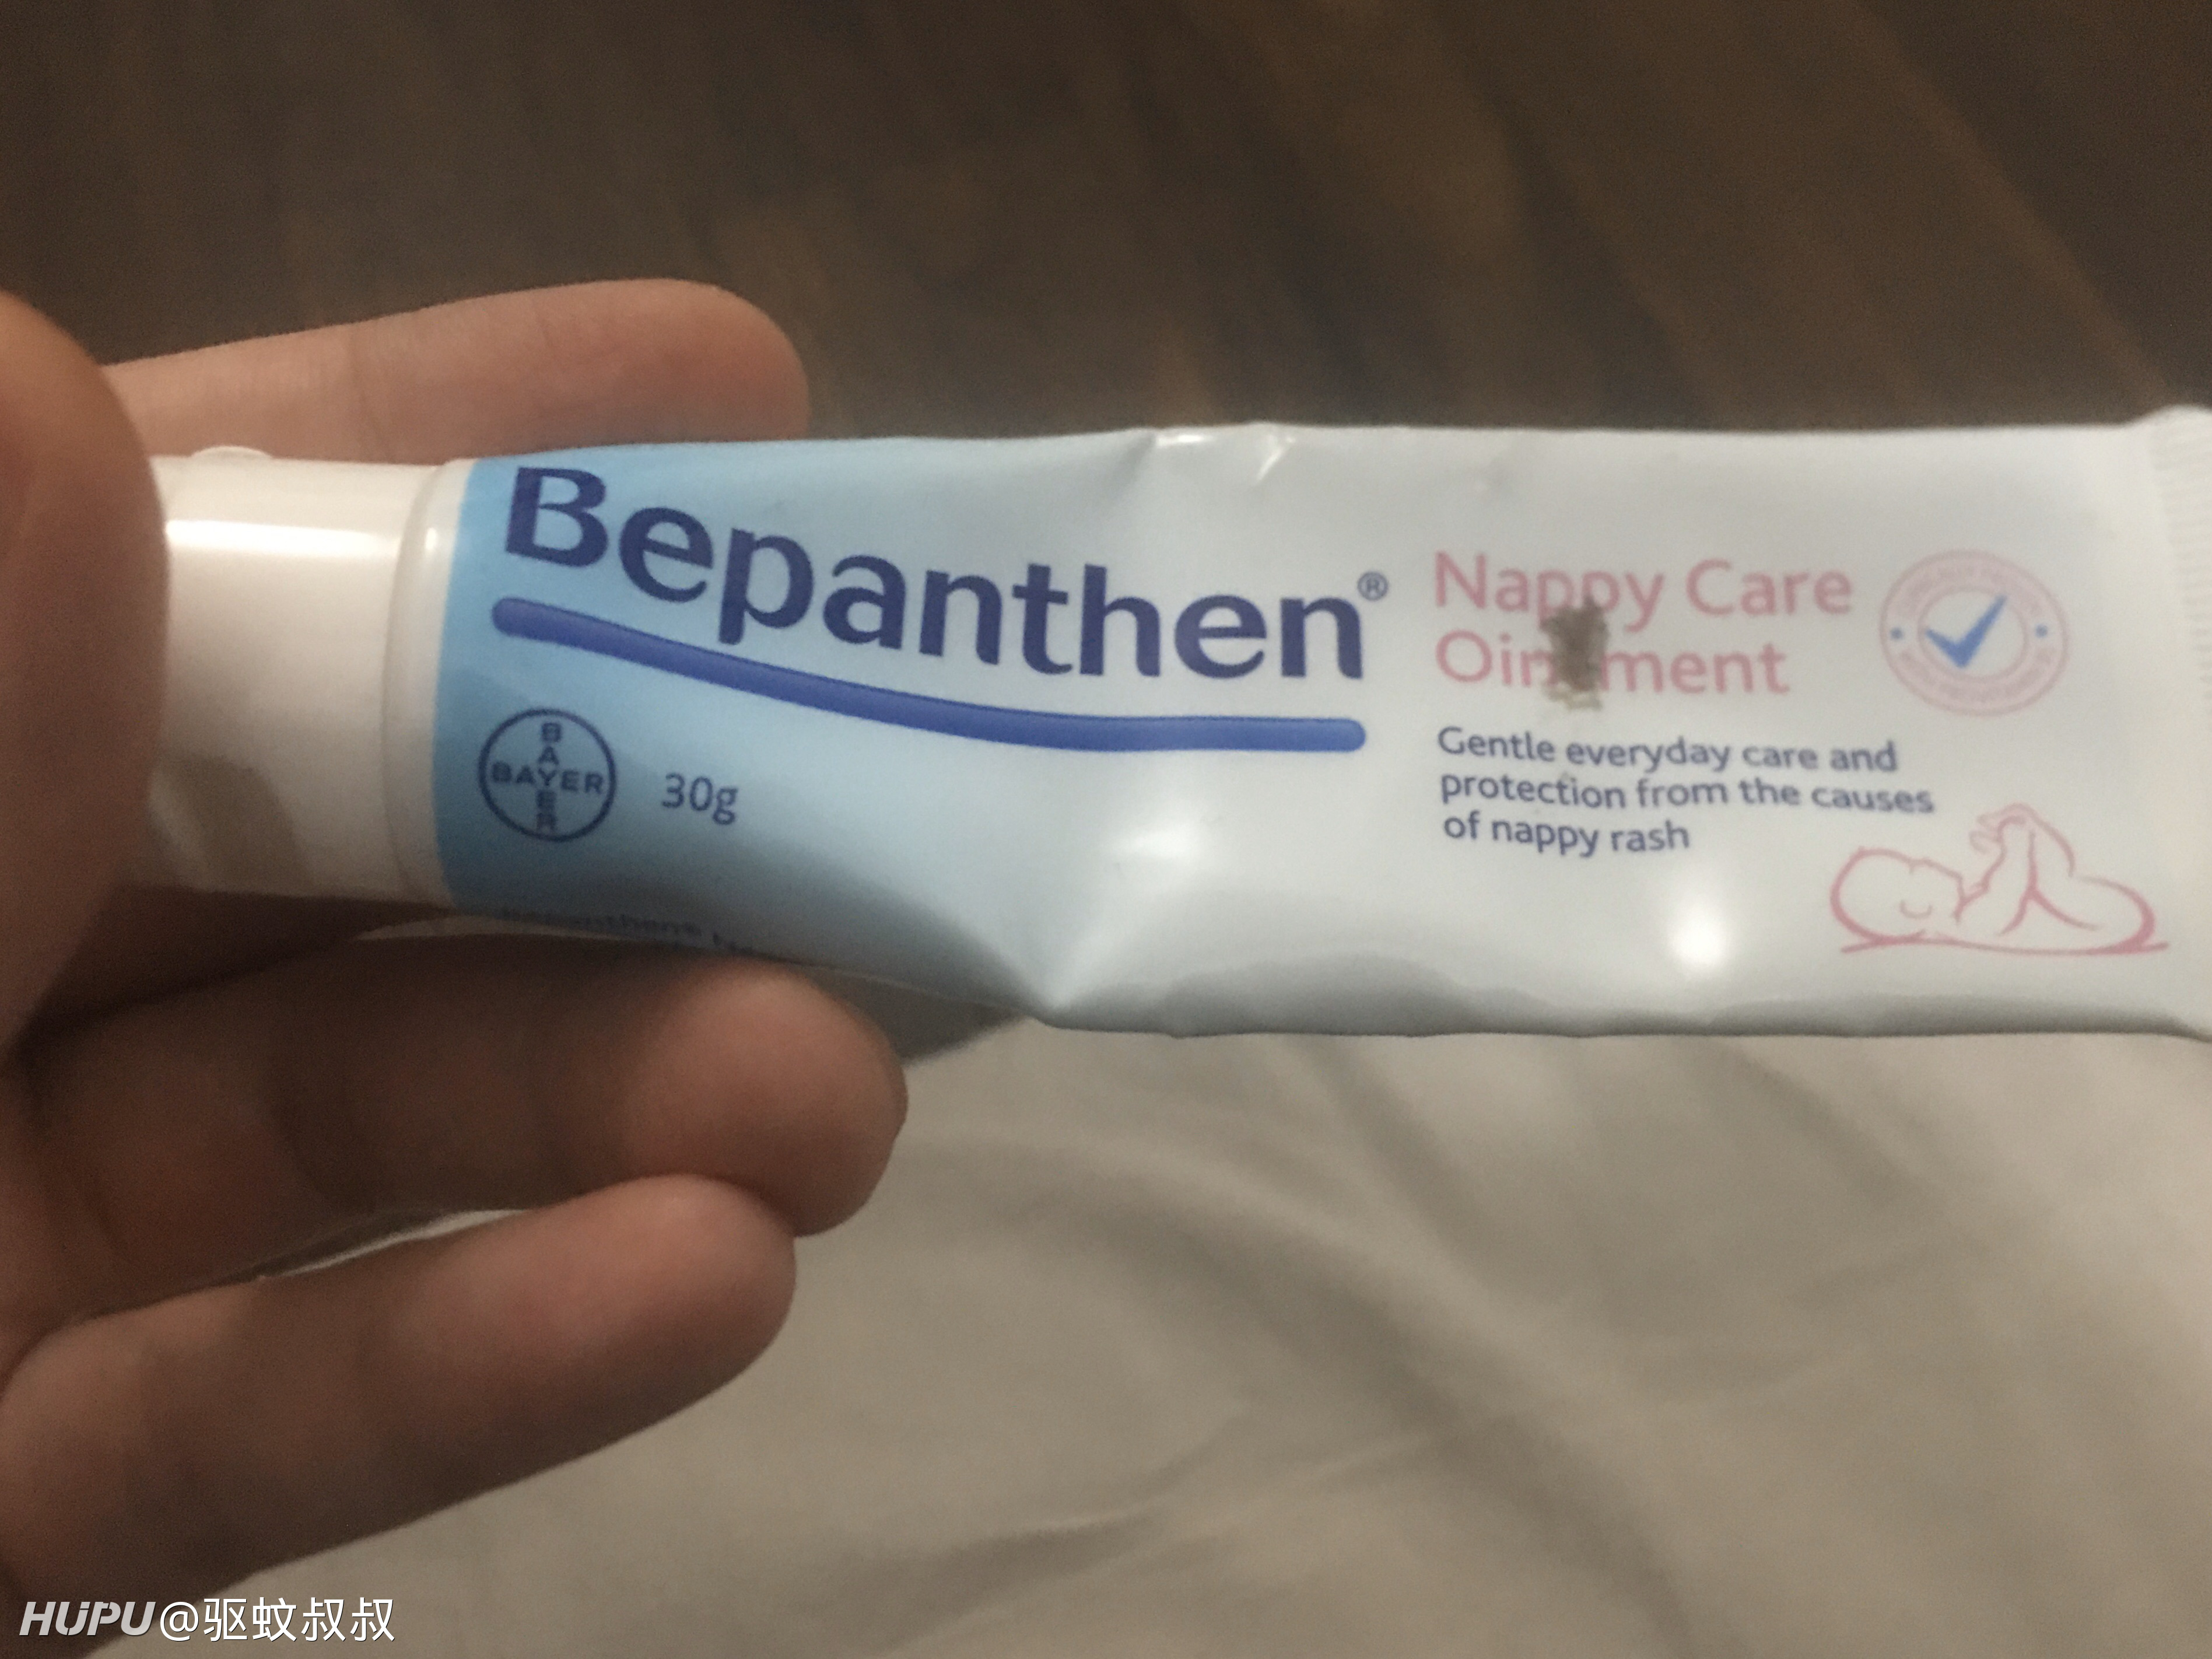 Bepanthen®
Nappy Care
Ointment
Gentle everyday care and
protection from the causes
of nappy rash
BAYER
BAYER
30g
HUPU@驱蚊叔叔